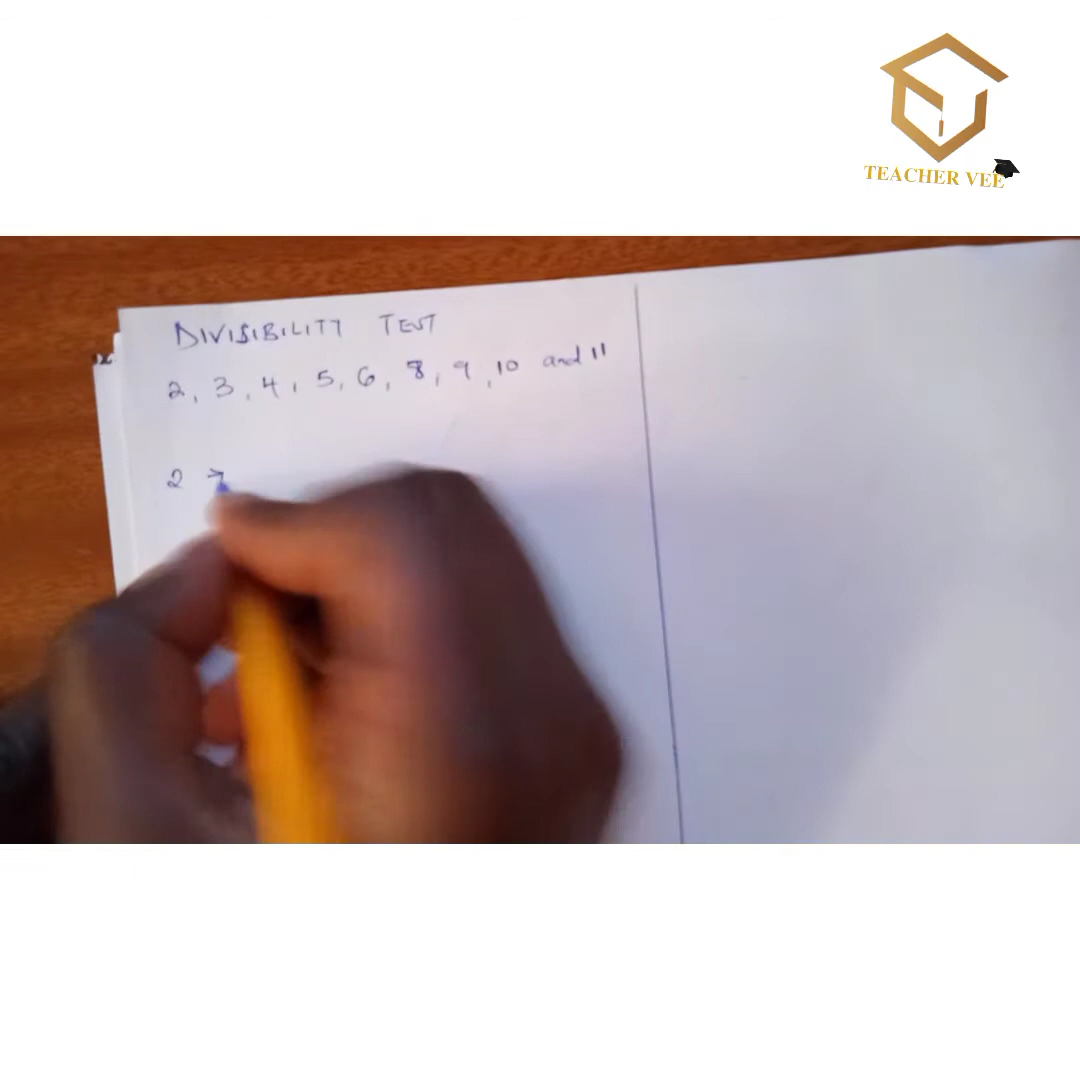 TEACHER VEE
DIVISIBILITY TEST
2, 3, 4, 5, 6, 8, 9, 10 and 11
2